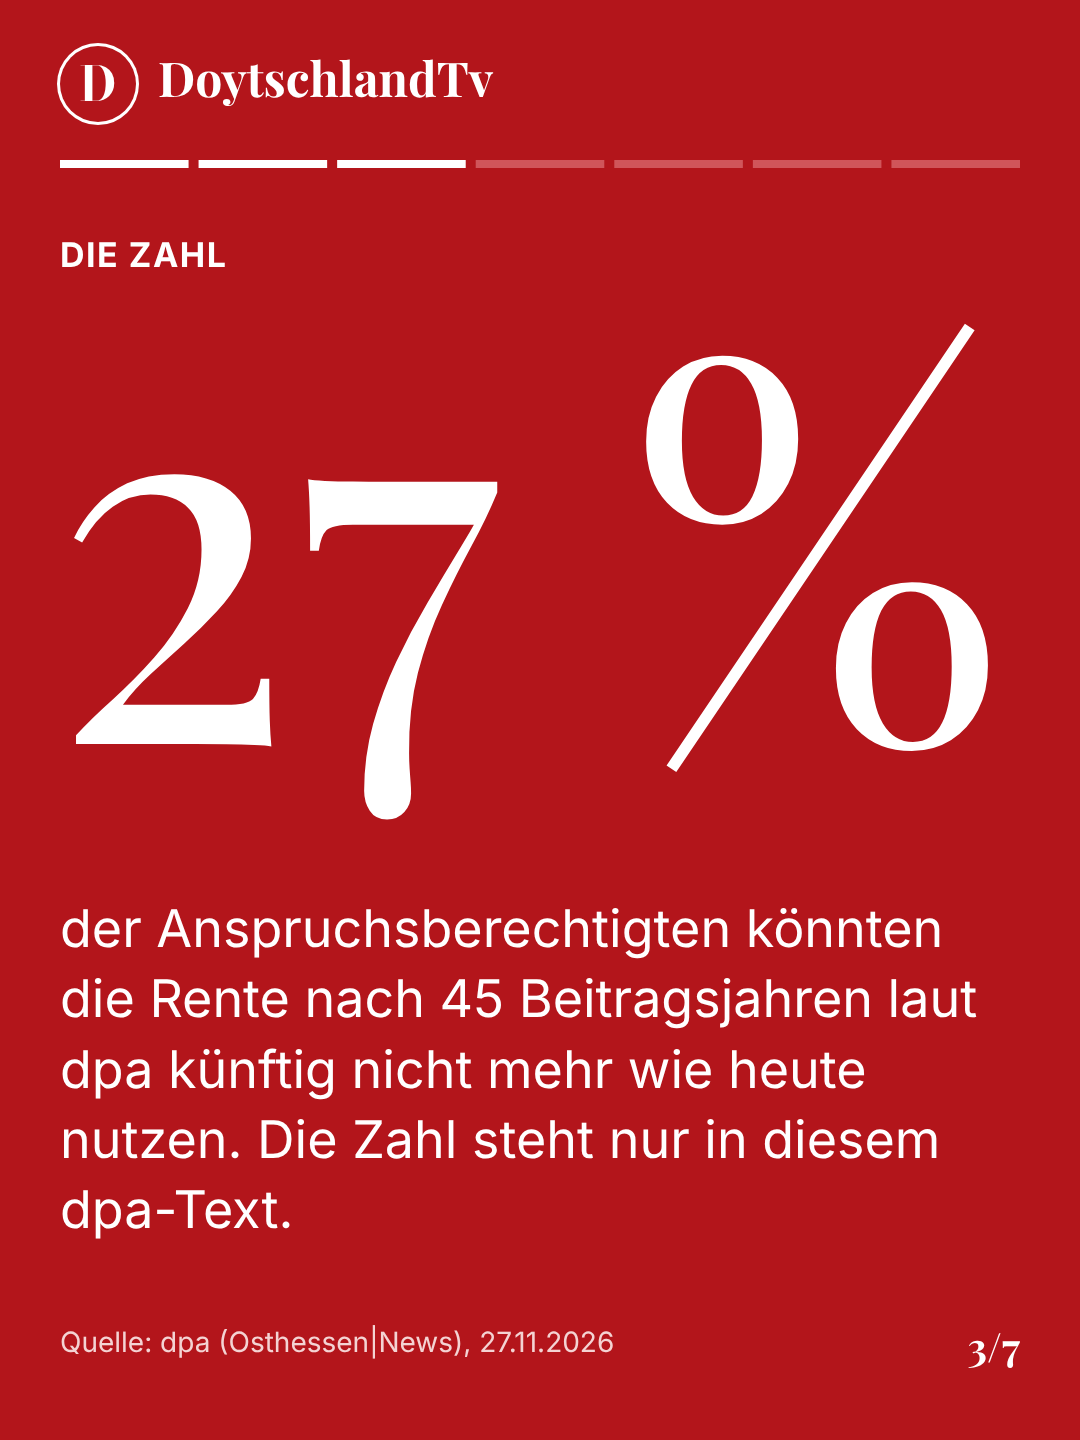 D DoytschlandTv
DIE ZAHL
27 %
der Anspruchsberechtigten könnten
die Rente nach 45 Beitragsjahren laut
dpa künftig nicht mehr wie heute
nutzen. Die Zahl steht nur in diesem
dpa-Text.
Quelle: dpa (Osthessen|News), 27.11.2026
3/7